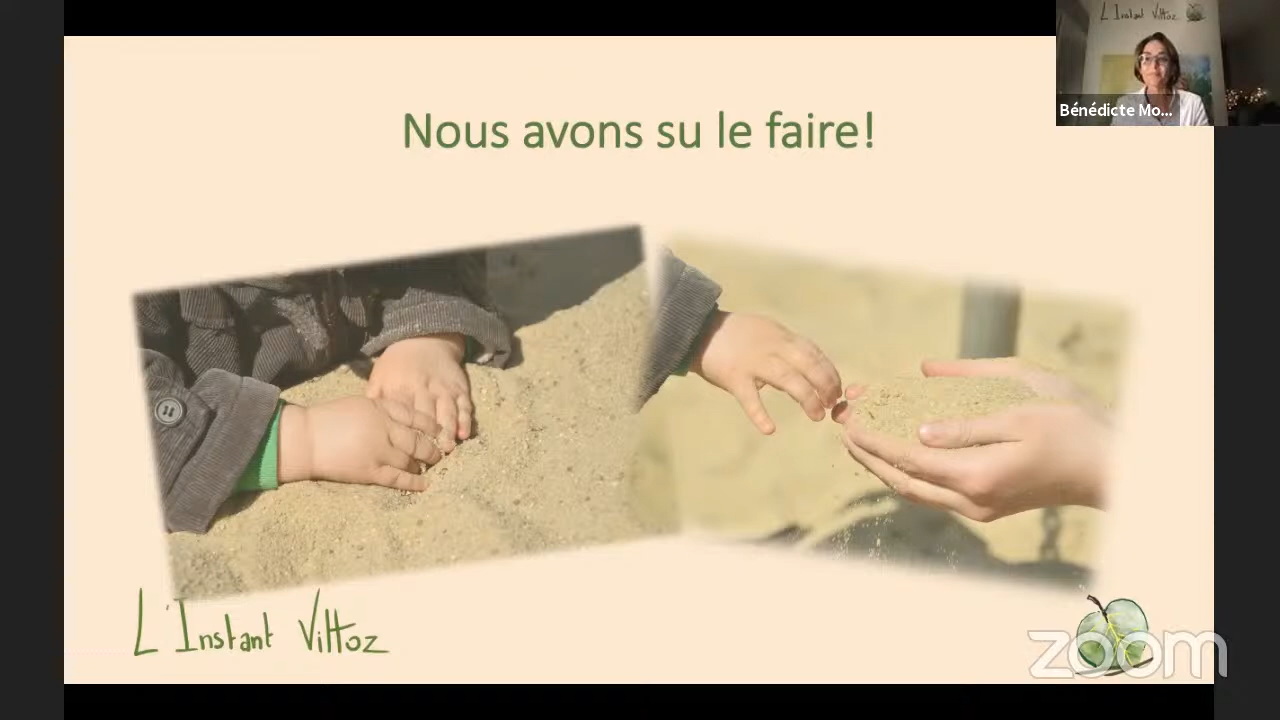 L'Instant Vittoz
Bénédicte Mo...
Nous avons su le faire!
L'Instant Vittoz
zoom